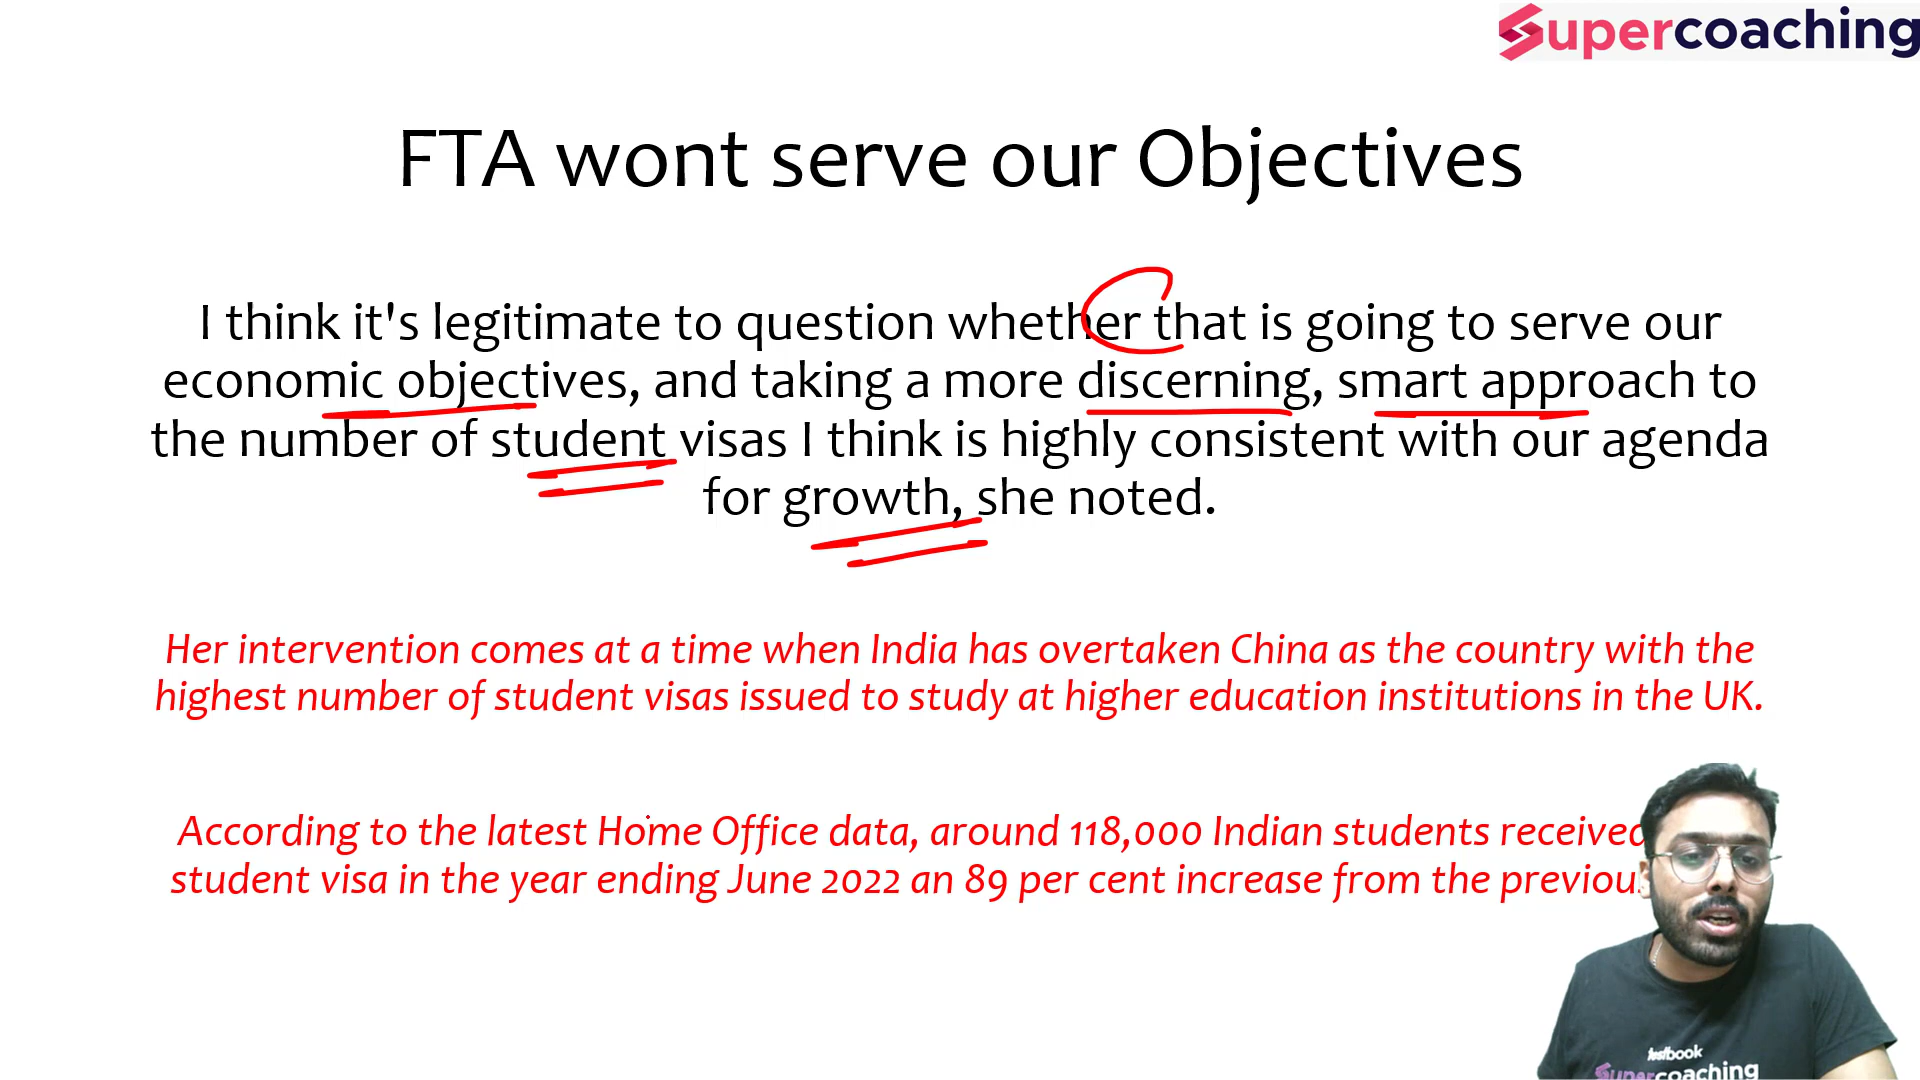 Supercoaching
FTA wont serve our Objectives
I think it's legitimate to question whether that is going to serve our
economic objectives, and taking a more discerning, smart approach to
the number of student visas I think is highly consistent with our agenda
for growth, she noted.
Her intervention comes at a time when India has overtaken China as the country with the
highest number of student visas issued to study at higher education institutions in the UK.
According to the latest Home Office data, around 118,000 Indian students received
student visa in the year ending June 2022 an 89 per cent increase from the previous
testbook
Supercoaching